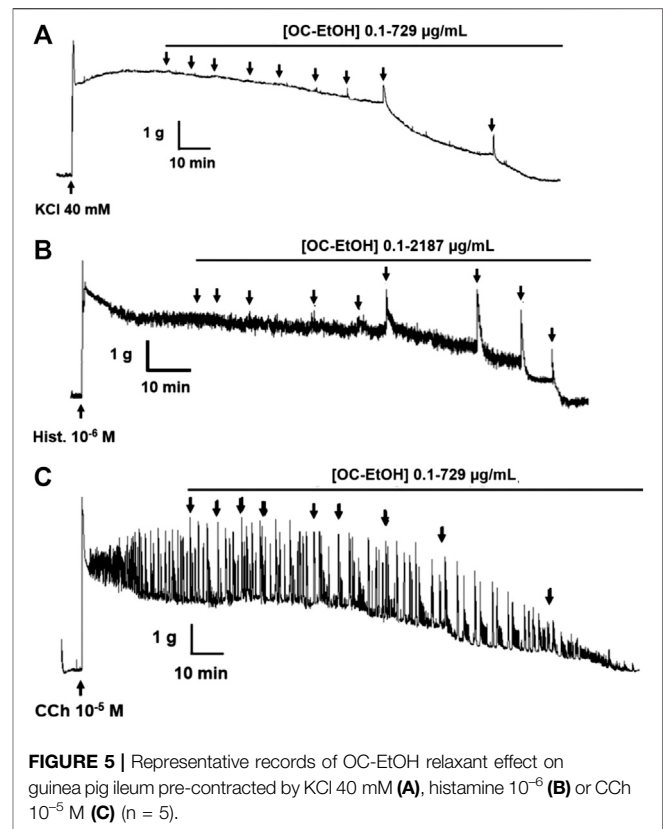 A
[OC-EtOH] 0.1-729 µg/mL
1 g
10 min
KCl 40 mM
B
[OC-EtOH] 0.1-2187 µg/mL
1 g
10 min
Hist. 10⁻⁶ M
C
[OC-EtOH] 0.1-729 µg/mL
1 g
10 min
CCh 10⁻⁵ M
FIGURE 5 | Representative records of OC-EtOH relaxant effect on
guinea pig ileum pre-contracted by KCl 40 mM (A), histamine 10⁻⁶ (B) or CCh
10⁻⁵ M (C) (n = 5).